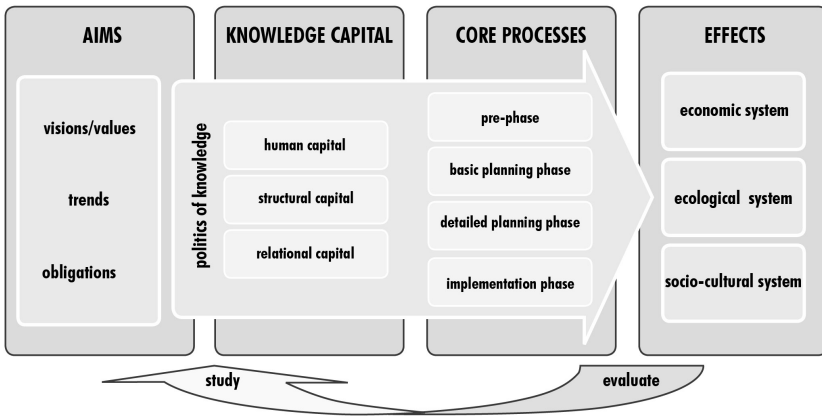 AIMS
KNOWLEDGE CAPITAL
CORE PROCESSES
EFFECTS
visions/values
trends
obligations
politics of knowledge
human capital
structural capital
relational capital
pre-phase
basic planning phase
detailed planning phase
implementation phase
economic system
ecological system
socio-cultural system
study
evaluate